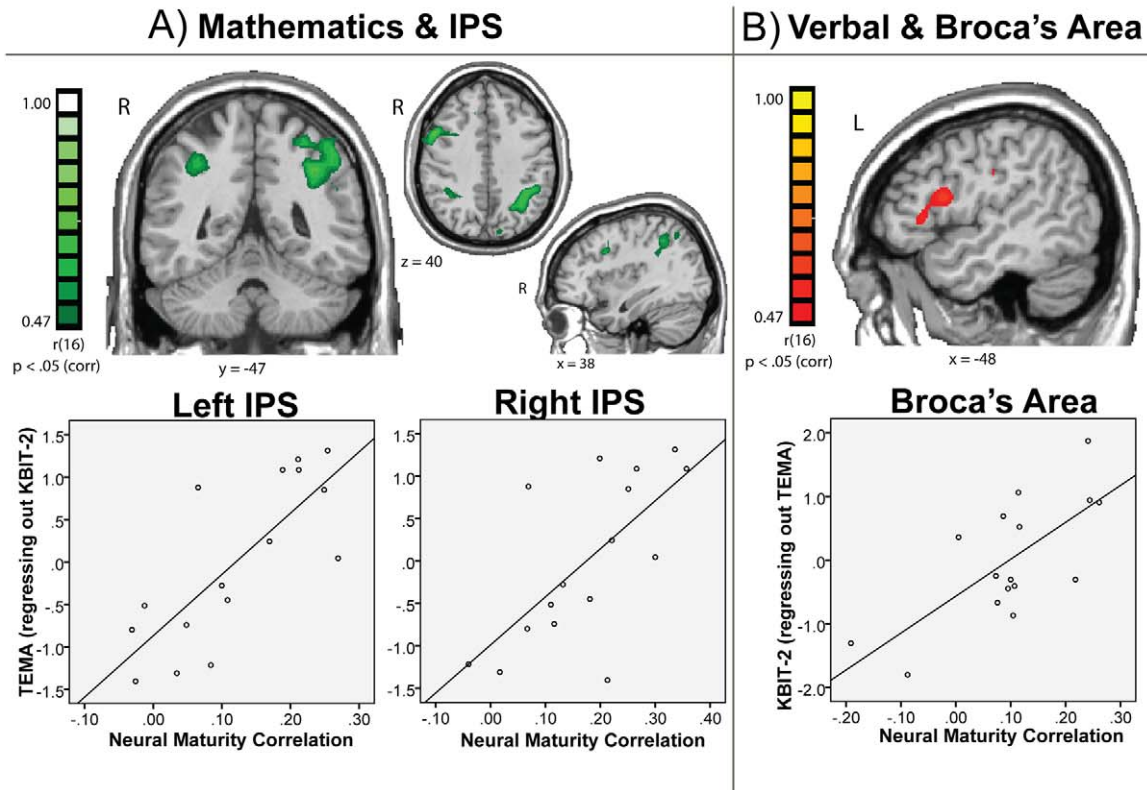 A) Mathematics & IPS
1.00
R
0.47
r(16)
p < .05 (corr)
y = -47
R
z = 40
R
x = 38
Left IPS
TEMA (regressing out KBIT-2)
1.5
1.0
.5
.0
-.5
-1.0
-1.5
-.10 .00 .10 .20 .30
Neural Maturity Correlation
Right IPS
1.5
1.0
.5
.0
-.5
-1.0
-1.5
-.10 .00 .10 .20 .30 .40
Neural Maturity Correlation
B) Verbal & Broca's Area
1.00
L
0.47
r(16)
p < .05 (corr)
x = -48
Broca's Area
KBIT-2 (regressing out TEMA)
2.0
1.0
.0
-1.0
-2.0
-.20 -.10 .00 .10 .20 .30
Neural Maturity Correlation